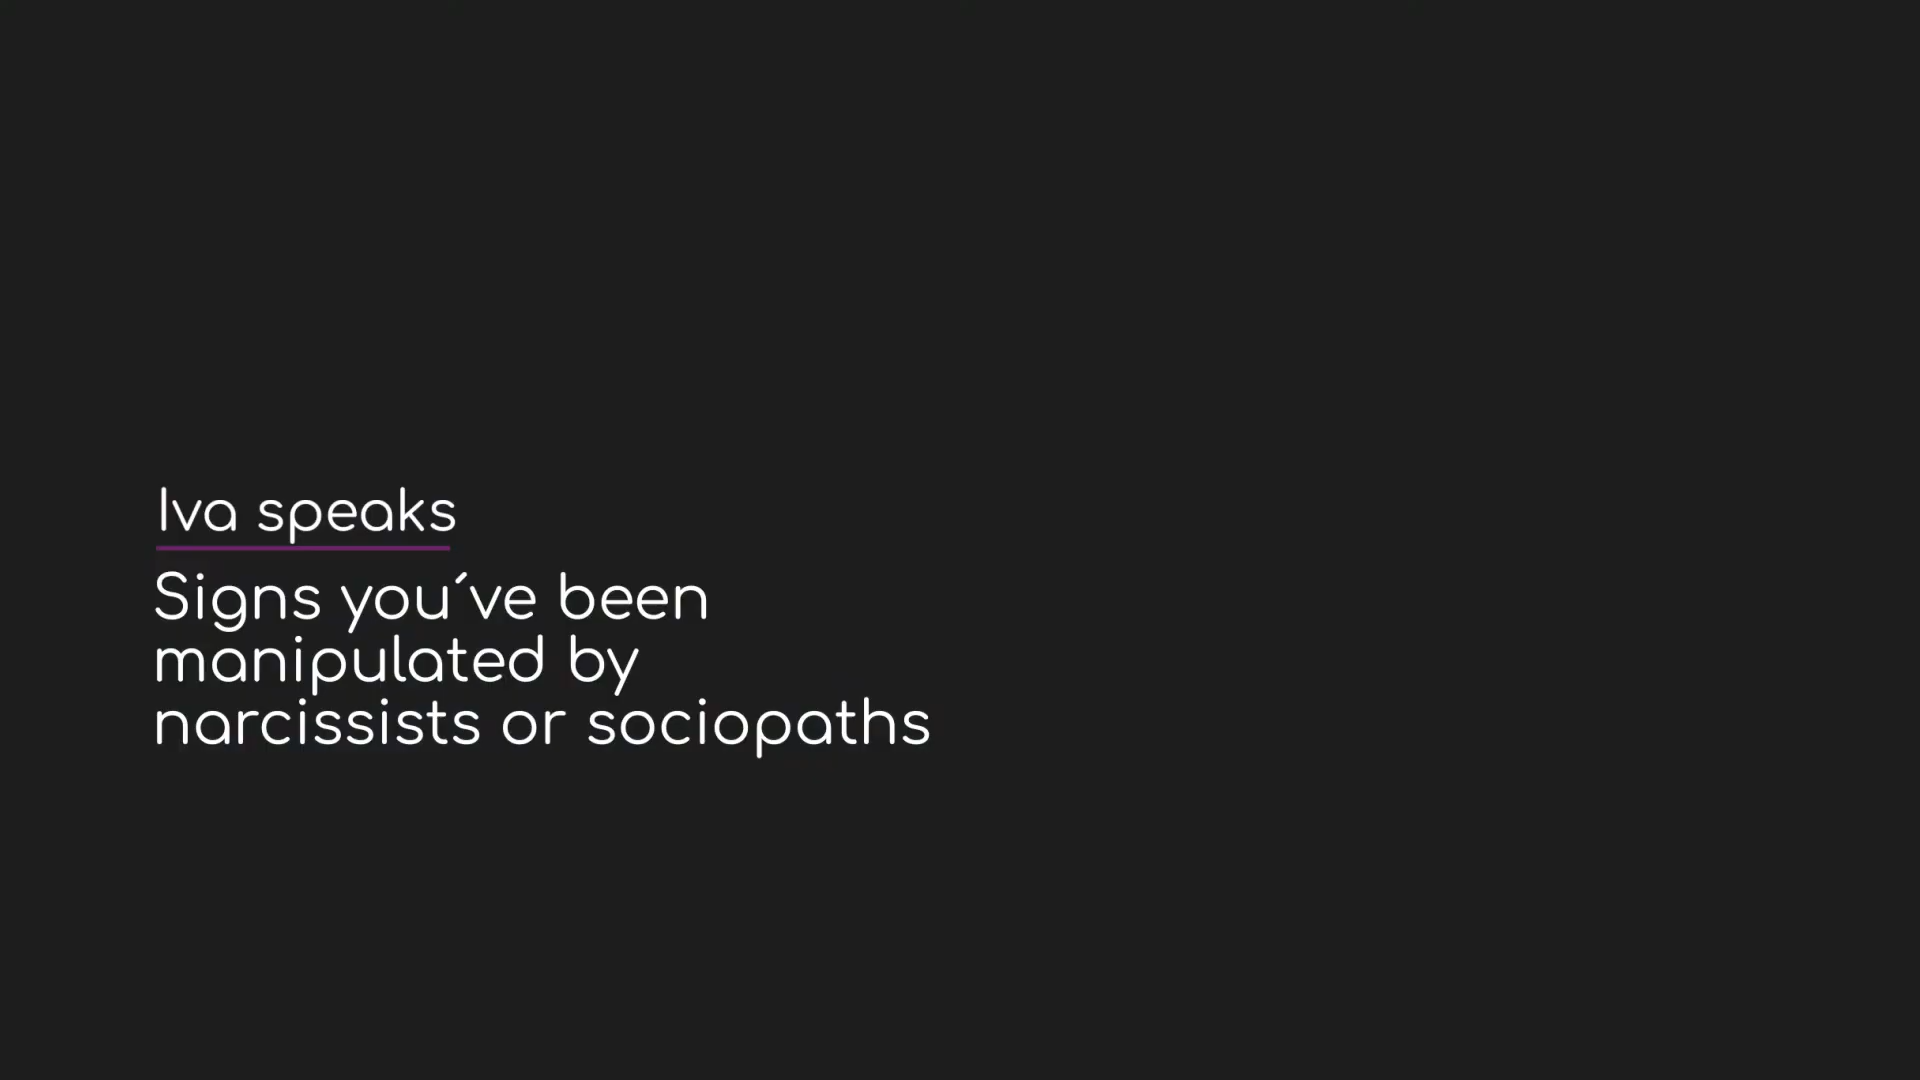 Iva speaks
Signs you´ve been
manipulated by
narcissists or sociopaths